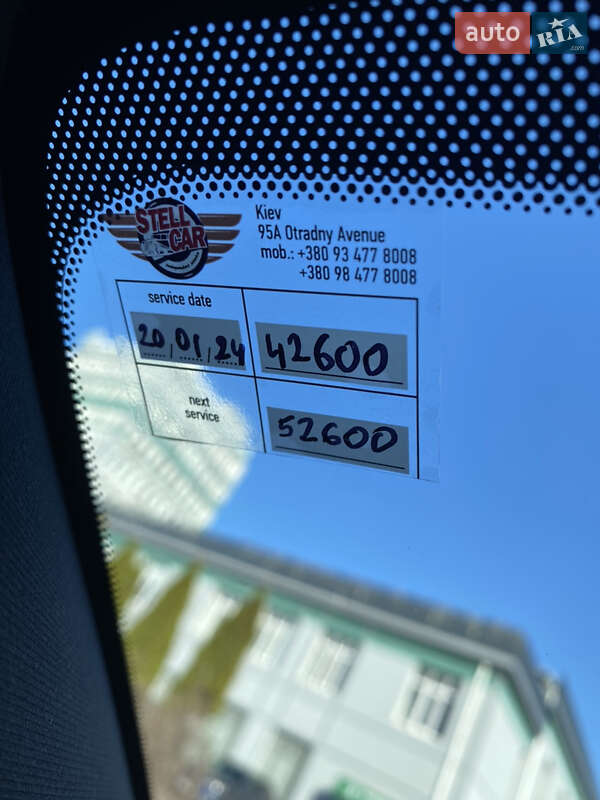 auto RIA.com
STELL
CAR
Kiev
95A Otradny Avenue
mob.: +380 93 477 8008
+380 98 477 8008
service date
20,01,24 42600
next
service
52600